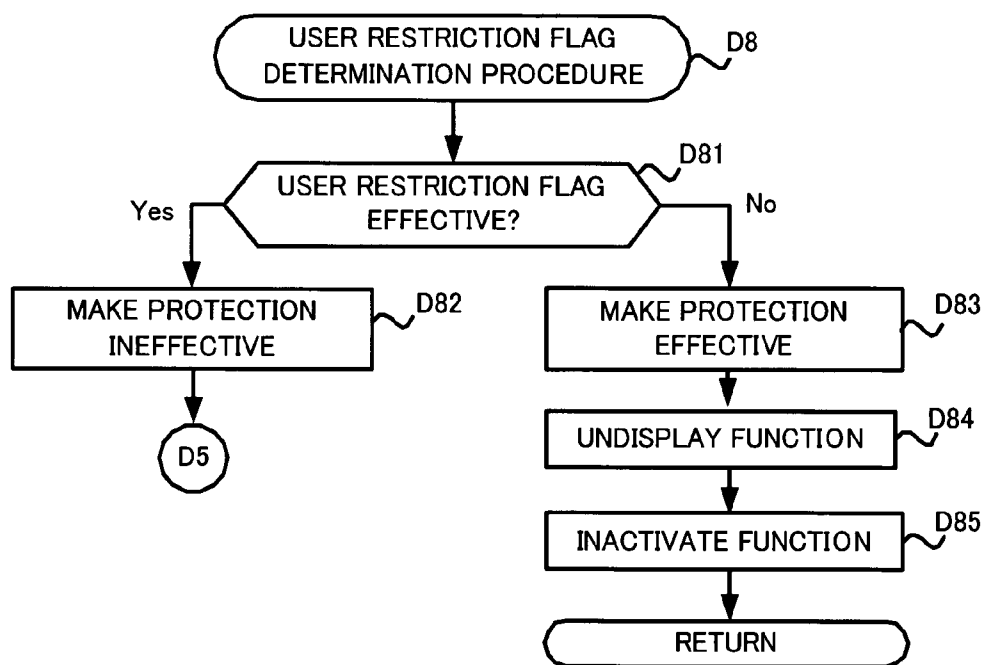 USER RESTRICTION FLAG
DETERMINATION PROCEDURE
D8
USER RESTRICTION FLAG
EFFECTIVE?
D81
Yes
No
MAKE PROTECTION
INEFFECTIVE
D82
MAKE PROTECTION
EFFECTIVE
D83
D5
UNDISPLAY FUNCTION
D84
INACTIVATE FUNCTION
D85
RETURN